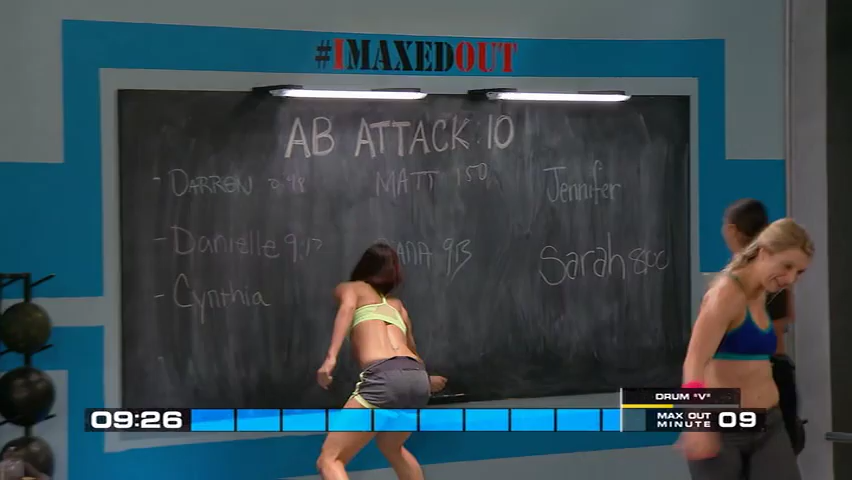 #IMAXEDOUT
AB ATTACK:10
- DARREN MATT 150 Jennifer
- Danielle 9:17 9:13 Sarah 8:00
- Cynthia
09:26
DRUM "V"
MAX OUT MINUTE 09